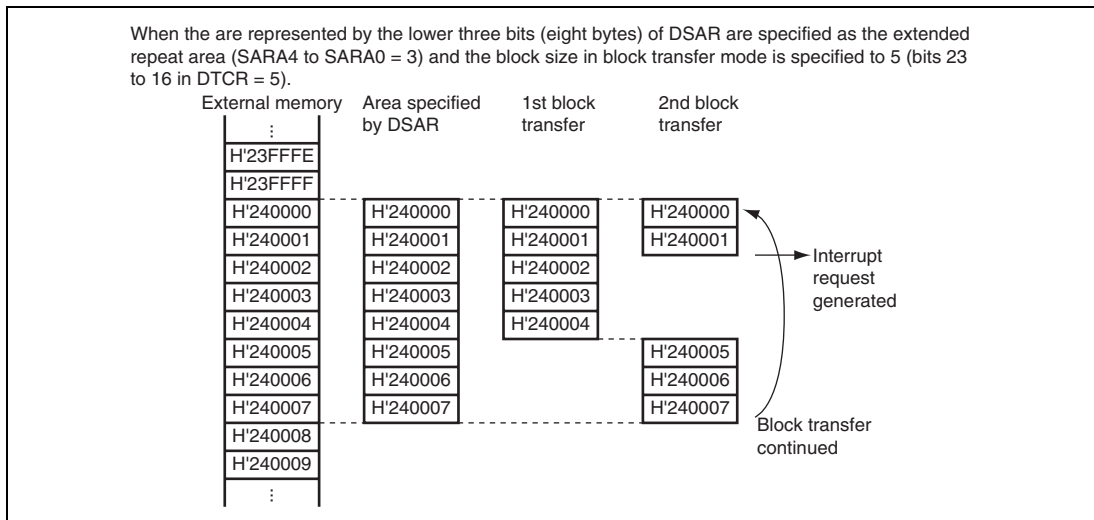 When the are represented by the lower three bits (eight bytes) of DSAR are specified as the extended
repeat area (SARA4 to SARA0 = 3) and the block size in block transfer mode is specified to 5 (bits 23
to 16 in DTCR = 5).
External memory
⋮
H'23FFFE
H'23FFFF
H'240000
H'240001
H'240002
H'240003
H'240004
H'240005
H'240006
H'240007
H'240008
H'240009
⋮
Area specified
by DSAR
H'240000
H'240001
H'240002
H'240003
H'240004
H'240005
H'240006
H'240007
1st block
transfer
H'240000
H'240001
H'240002
H'240003
H'240004
2nd block
transfer
H'240000
H'240001
H'240005
H'240006
H'240007
Interrupt
request
generated
Block transfer
continued